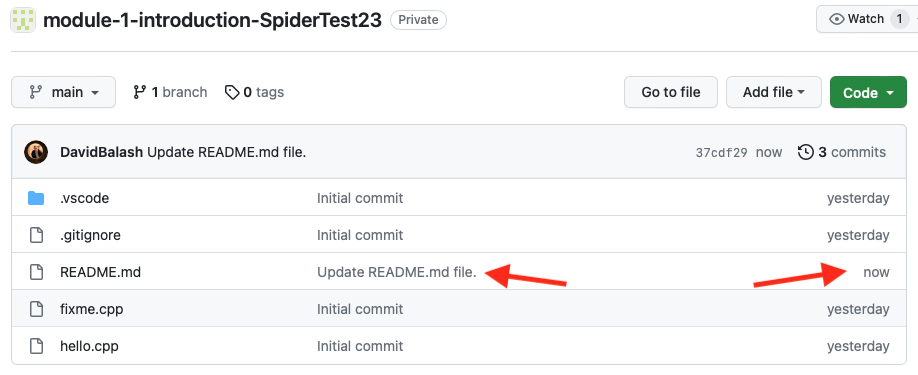 module-1-introduction-SpiderTest23 Private Watch 1
main 1 branch 0 tags Go to file Add file Code
DavidBalash Update README.md file. 37cdf29 now 3 commits
.vscode Initial commit yesterday
.gitignore Initial commit yesterday
README.md Update README.md file. now
fixme.cpp Initial commit yesterday
hello.cpp Initial commit yesterday